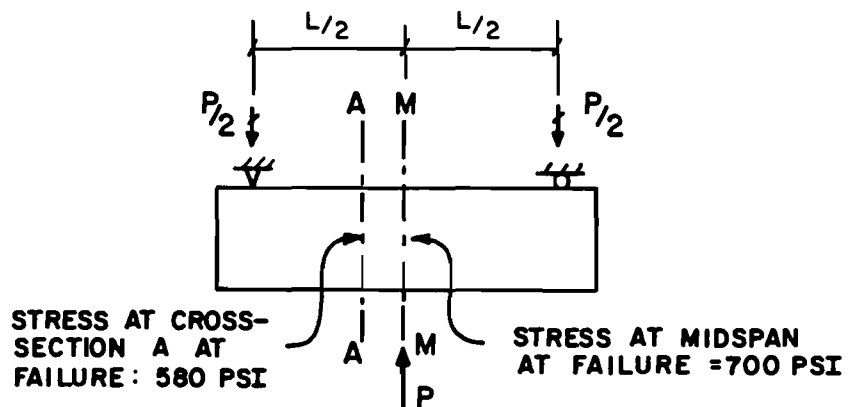 L/2 L/2
A M
P/2 P/2
STRESS AT CROSS-
SECTION A AT
FAILURE: 580 PSI
A M
STRESS AT MIDSPAN
AT FAILURE =700 PSI
P